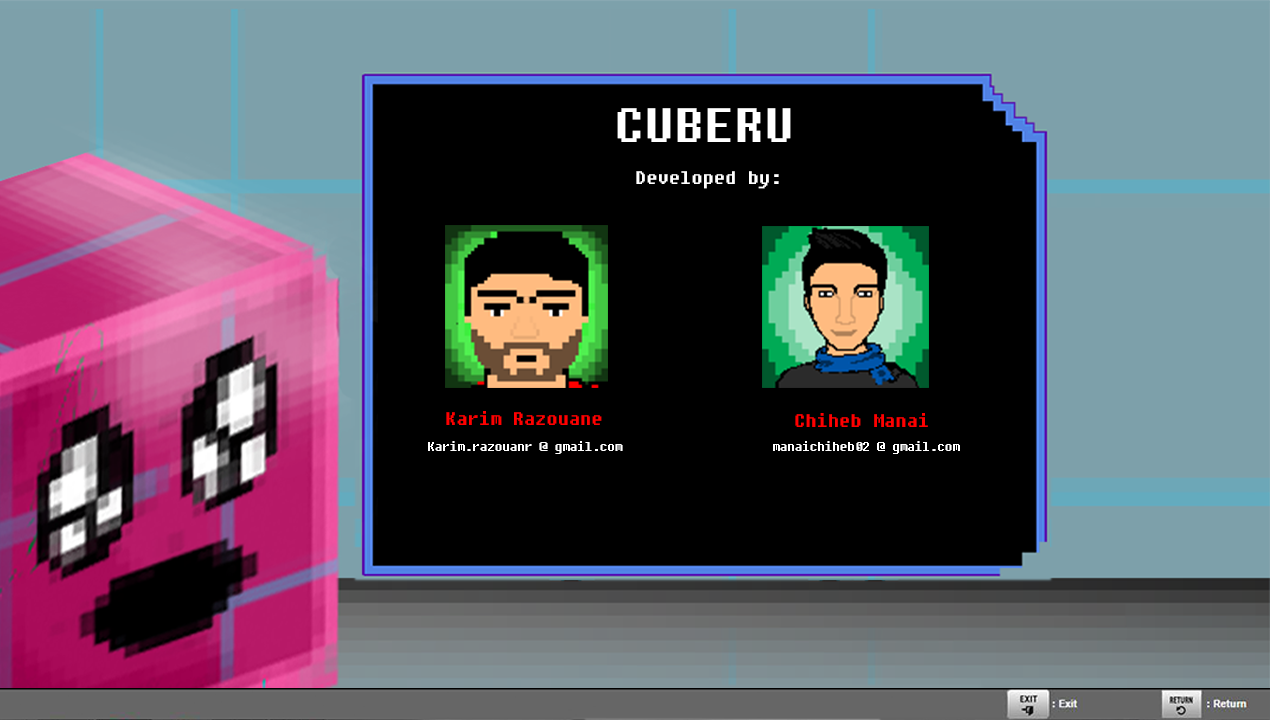 CUBERU
Developed by:
Karim Razouane
Chiheb Manai
Karim.razouanr @ gmail.com
manaichiheb02 @ gmail.com
EXIT
: Exit
RETURN
: Return